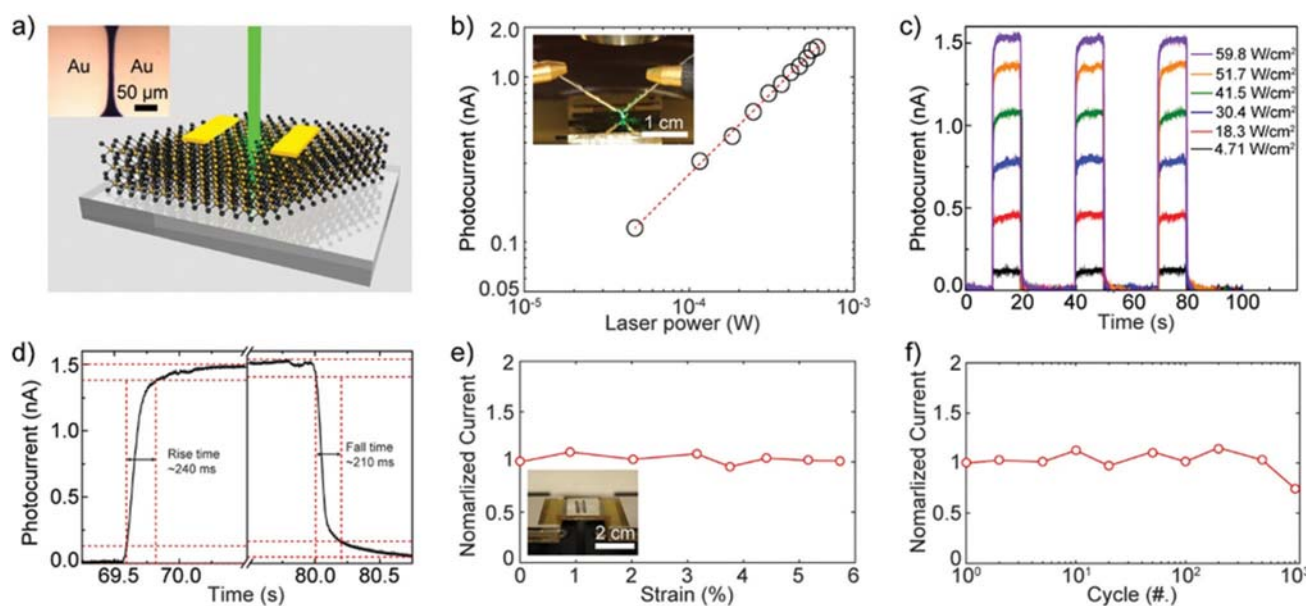 a)
Au
Au
50 µm
b)
Photocurrent (nA)
2.0
1.0
0.1
0.05
1 cm
10-5
10-4
10-3
Laser power (W)
c)
Photocurrent (nA)
1.5
1.0
0.5
0.0
59.8 W/cm2
51.7 W/cm2
41.5 W/cm2
30.4 W/cm2
18.3 W/cm2
4.71 W/cm2
0 20 40 60 80 100
Time (s)
d)
Photocurrent (nA)
1.5
1.0
0.5
0.0
Rise time
~240 ms
Fall time
~210 ms
69.5 70.0 80.0 80.5
Time (s)
e)
Nomarlized Current
2
1.5
1
0.5
0
2 cm
0 1 2 3 4 5 6
Strain (%)
f)
Nomarlized Current
2
1.5
1
0.5
0
100 101 102 103
Cycle (#.)